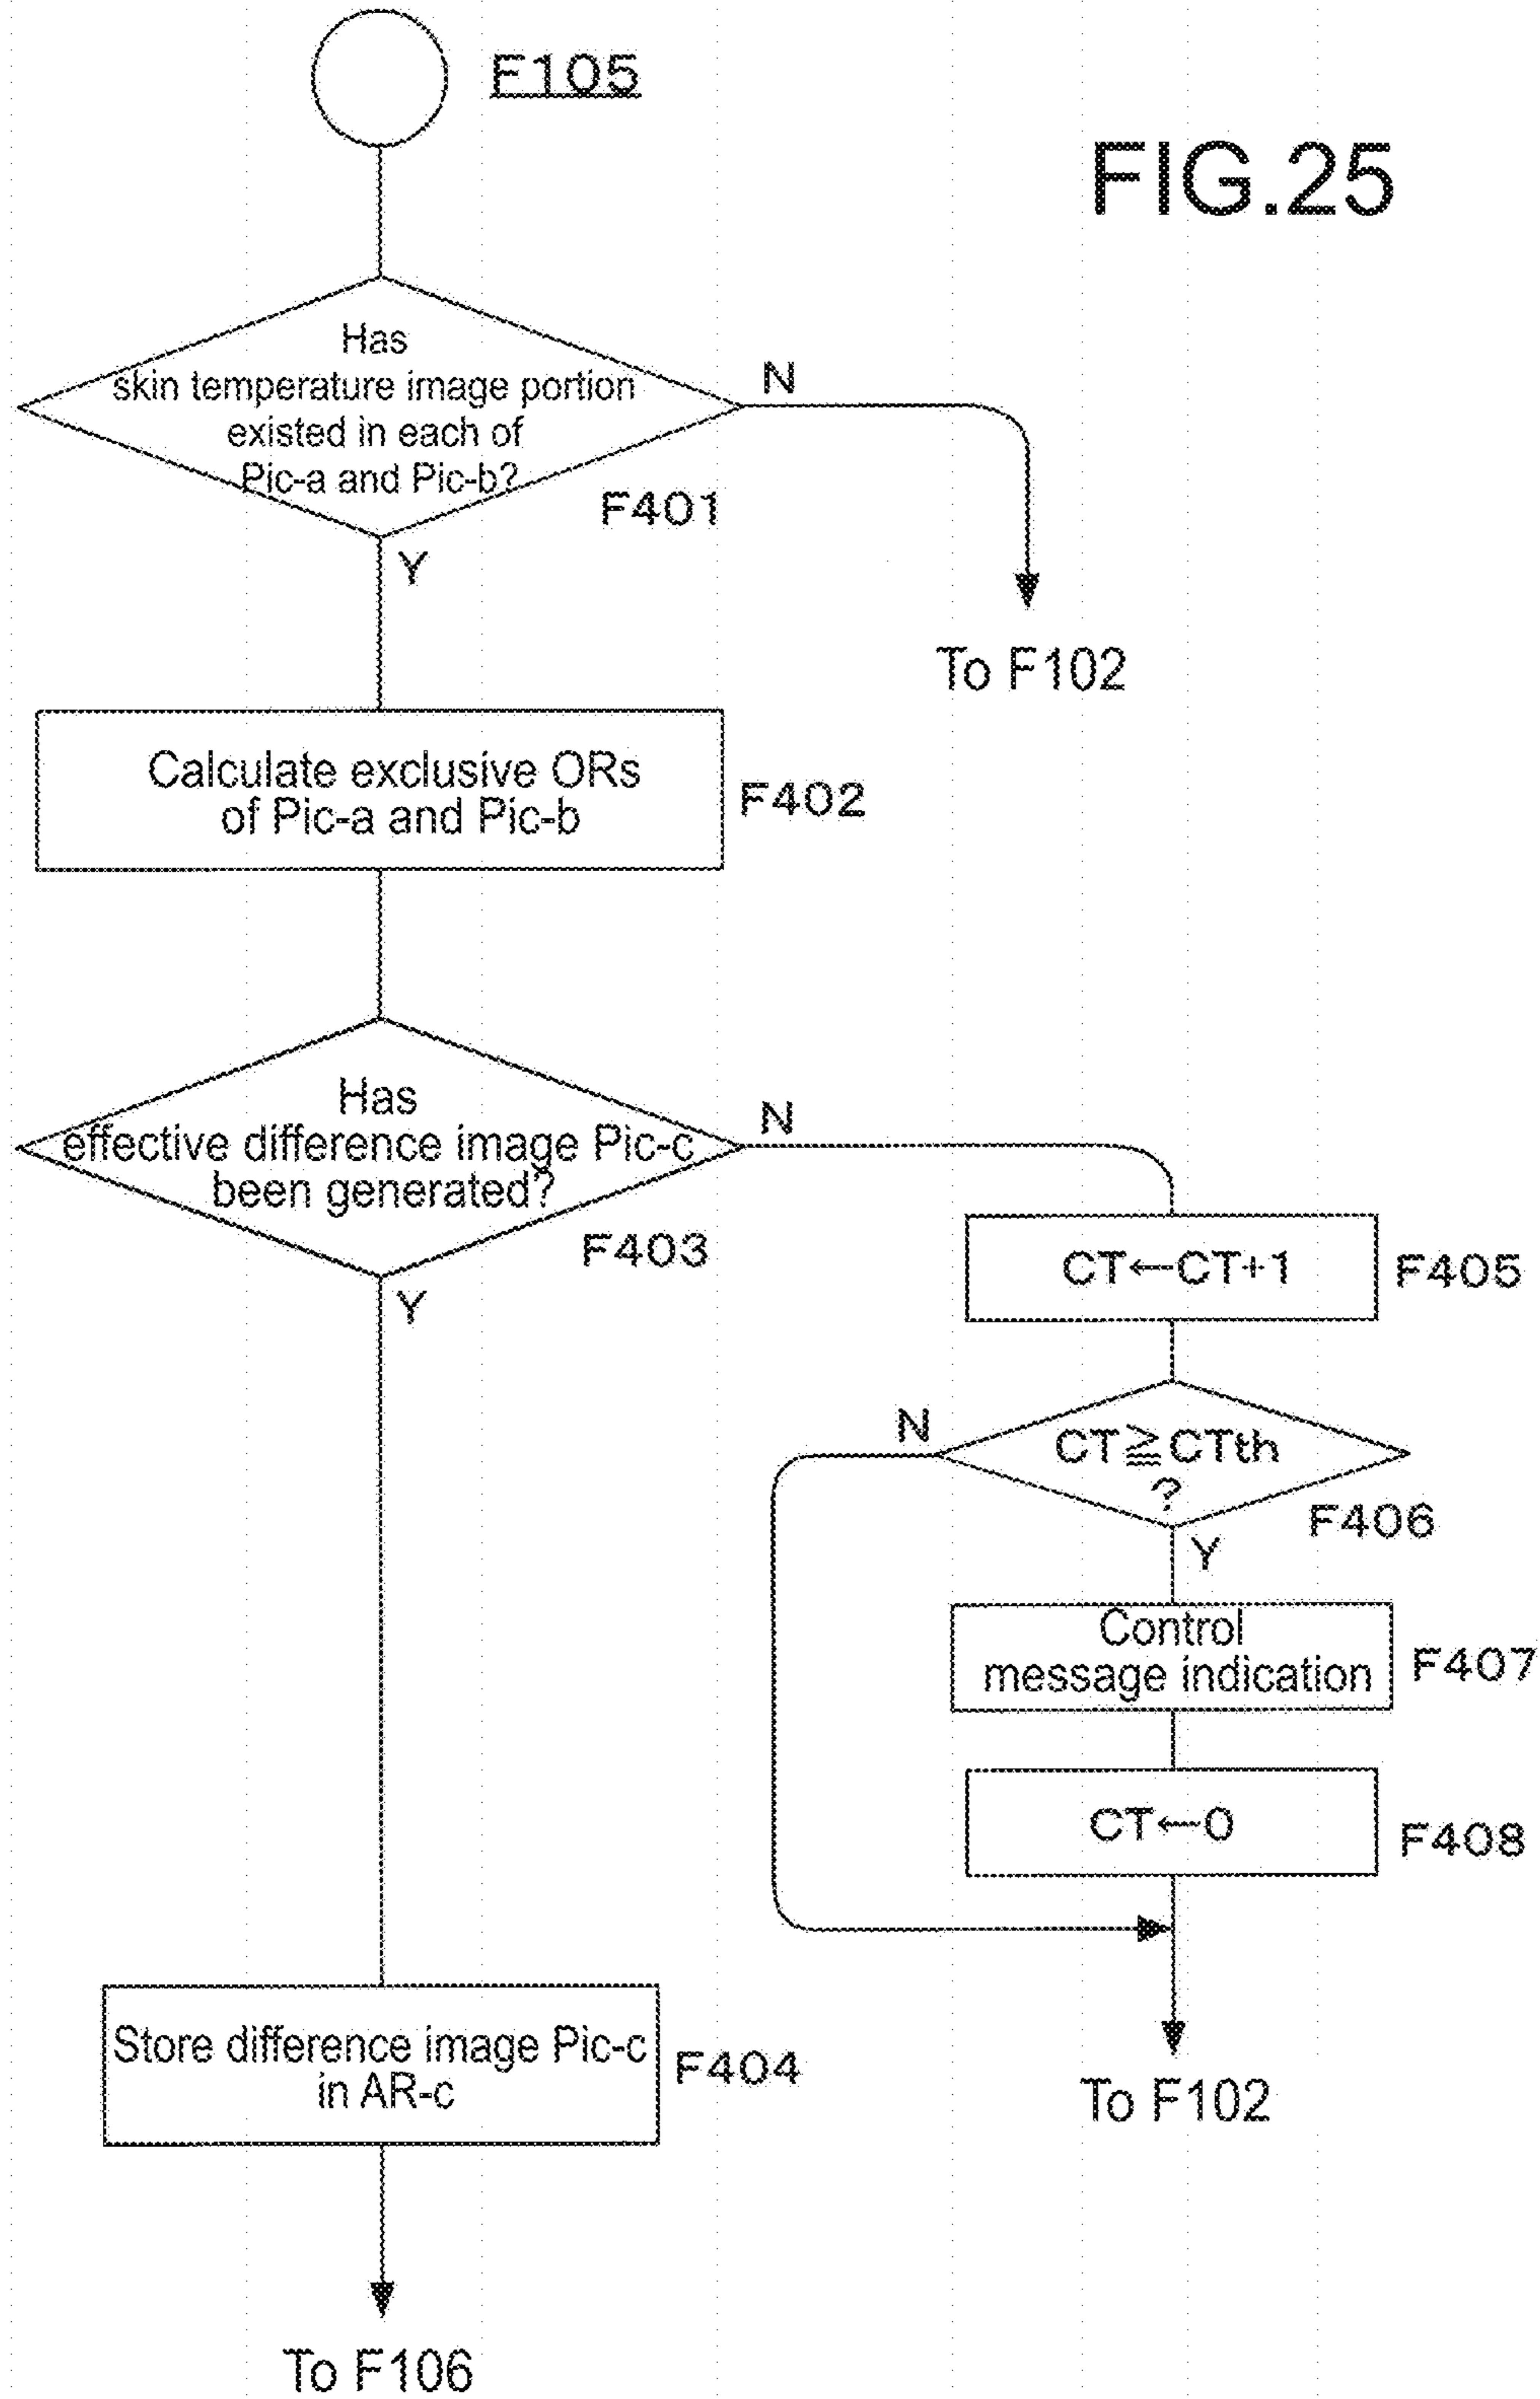 F105
FIG.25
Has
skin temperature image portion
existed in each of
Pic-a and Pic-b?
N
F401
Y
To F102
Calculate exclusive ORs
of Pic-a and Pic-b
F402
Has
effective difference image Pic-c
been generated?
N
F403
Y
CT←CT+1
F405
N
CT≧CTth
?
F406
Y
Control
message indication
F407
CT←0
F408
Store difference image Pic-c
in AR-c
F404
To F102
To F106